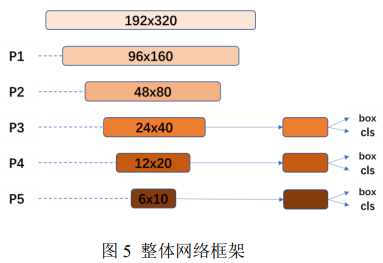 192x320
P1 96x160
P2 48x80
P3 24x40 box
cls
P4 12x20 box
cls
P5 6x10 box
cls
图 5 整体网络框架